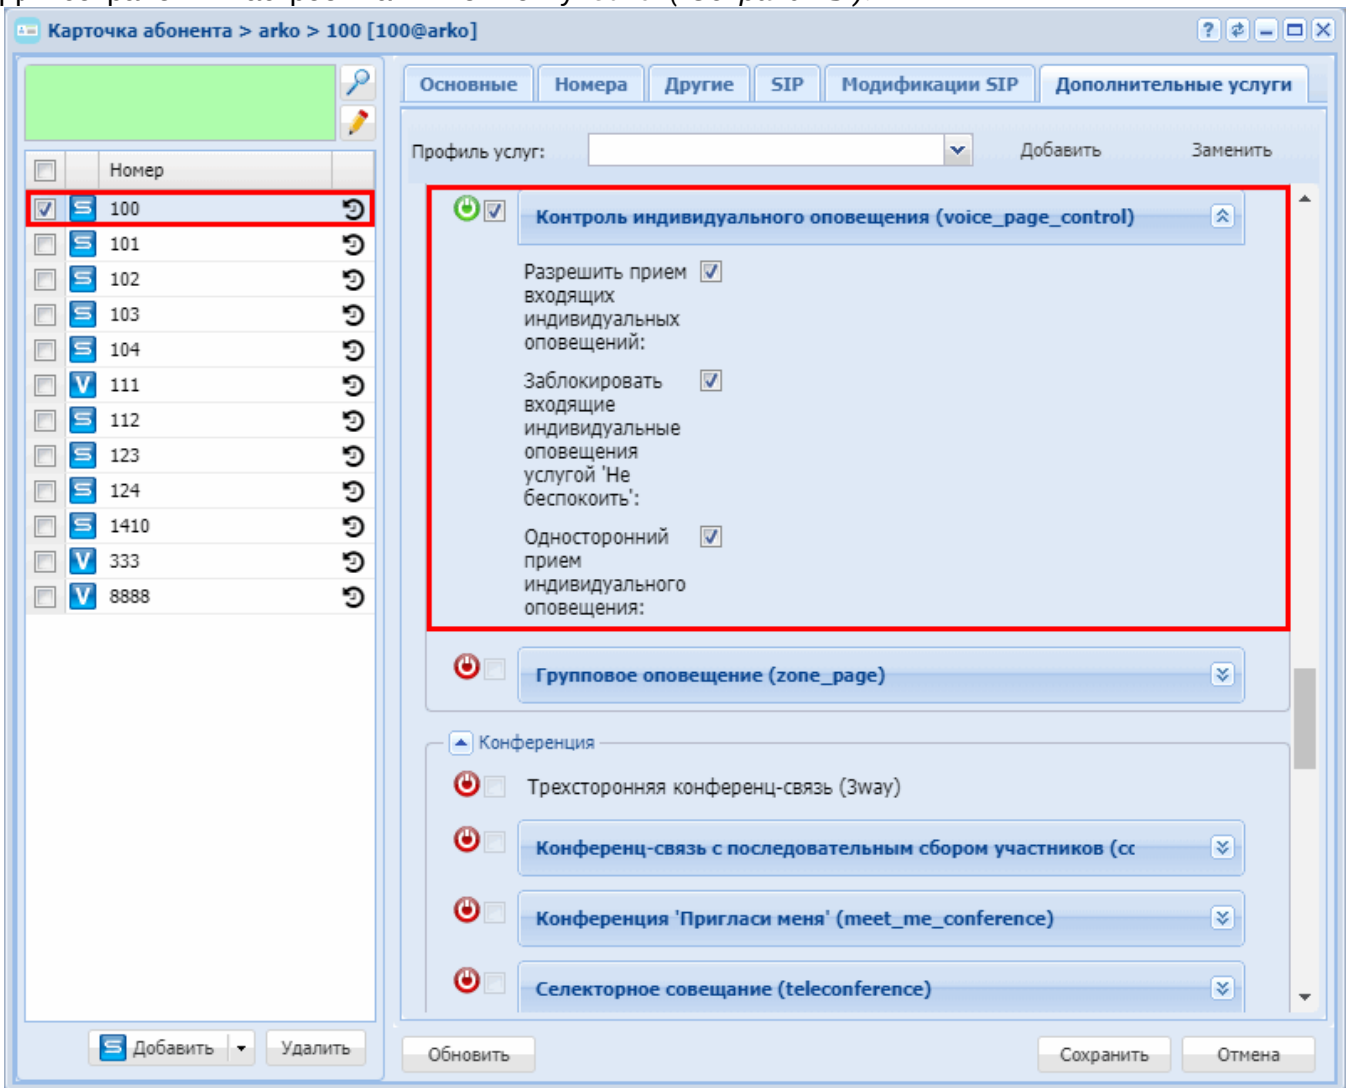 Карточка абонента > arko > 100 [100@arko]
Основные Номера Другие SIP Модификации SIP Дополнительные услуги
Профиль услуг: Добавить Заменить
Номер
100
101
102
103
104
111
112
123
124
1410
333
8888
Добавить Удалить
Контроль индивидуального оповещения (voice_page_control)
Разрешить прием
входящих
индивидуальных
оповещений:
Заблокировать
входящие
индивидуальные
оповещения
услугой 'Не
беспокоить':
Односторонний
прием
индивидуального
оповещения:
Групповое оповещение (zone_page)
Конференция
Трехсторонняя конференц-связь (3way)
Конференц-связь с последовательным сбором участников (cc
Конференция 'Пригласи меня' (meet_me_conference)
Селекторное совещание (teleconference)
Обновить Сохранить Отмена